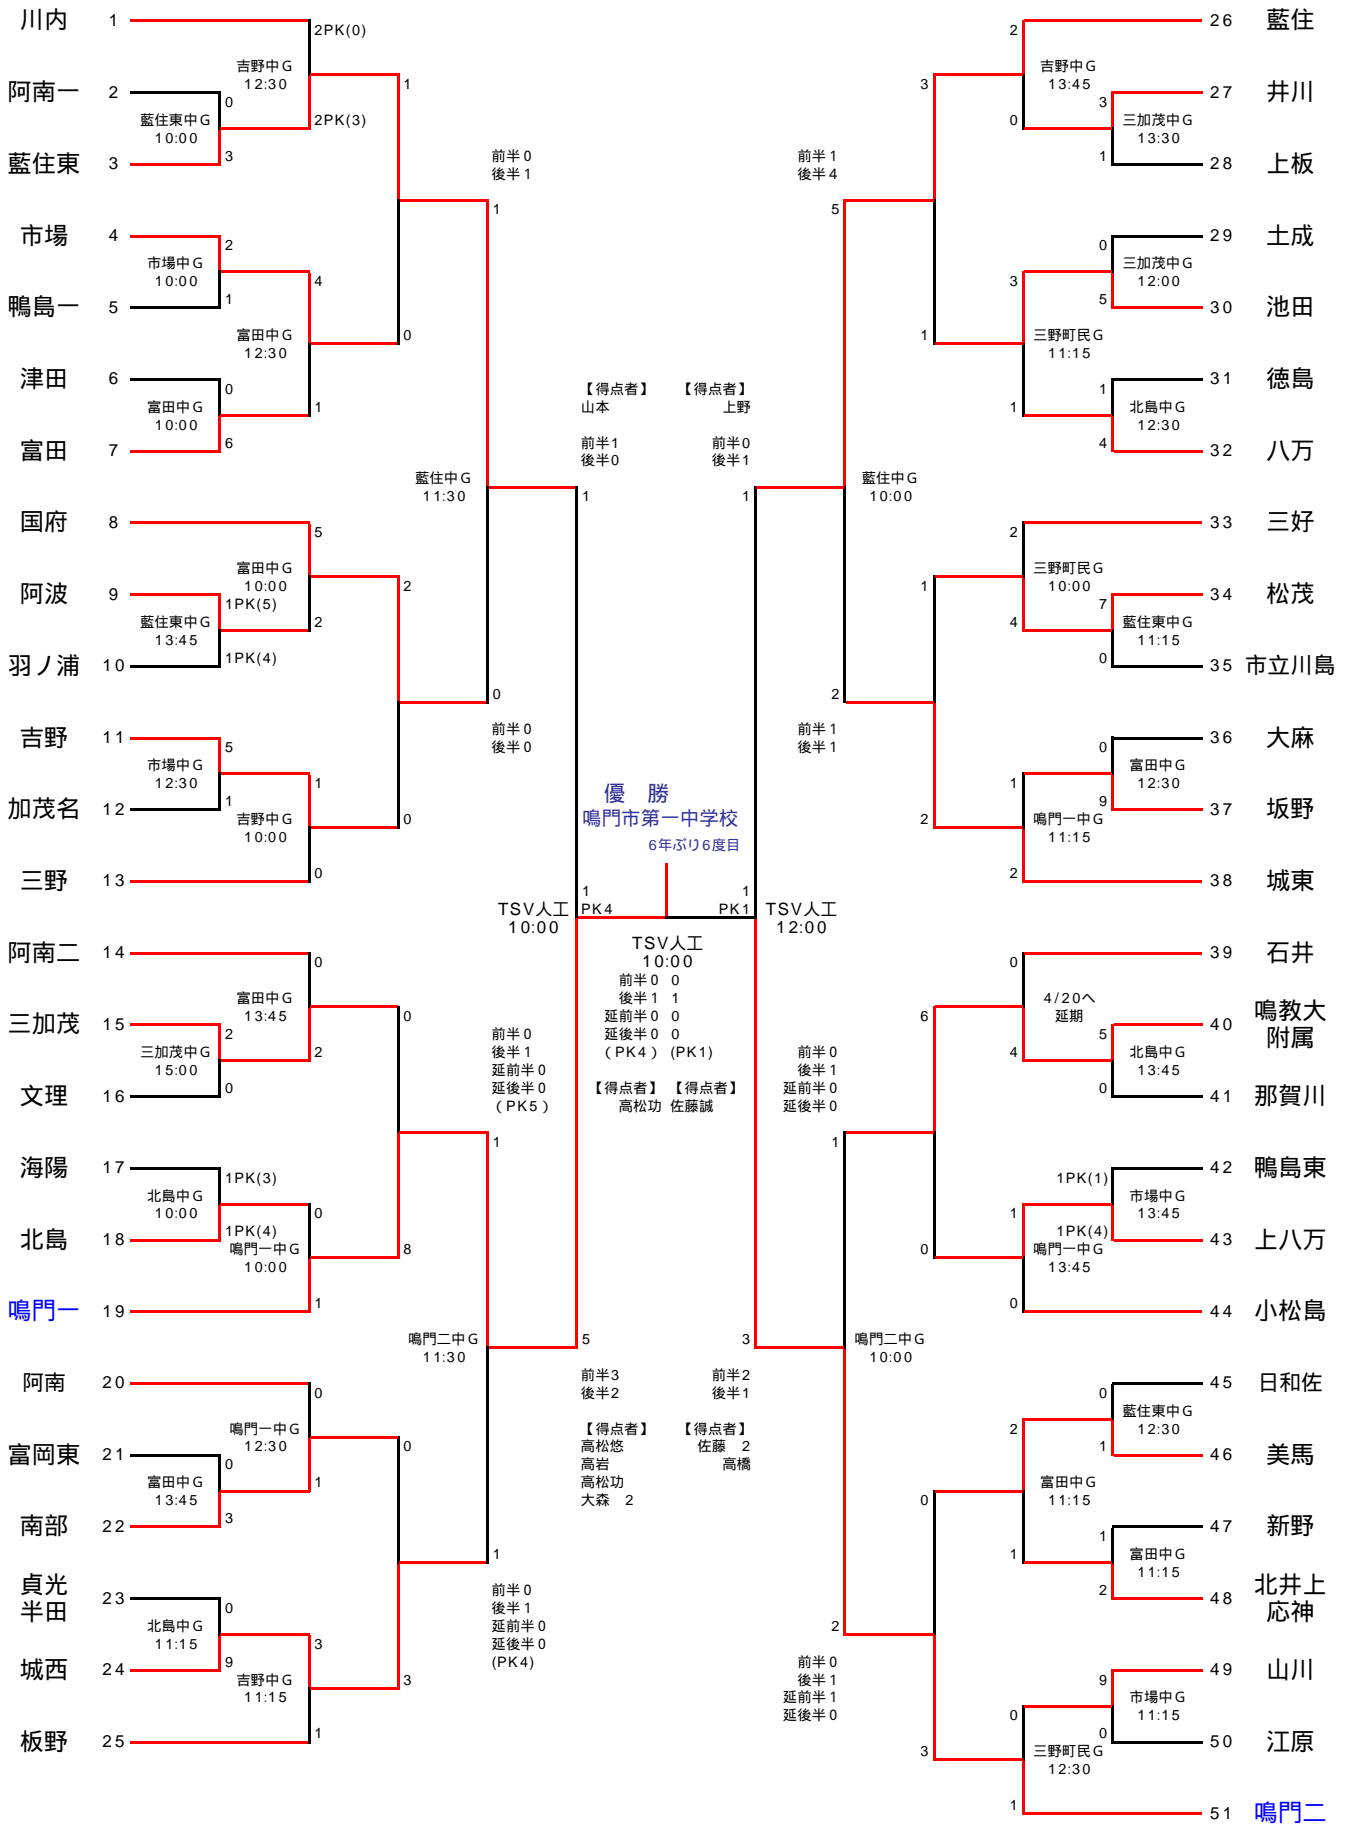 川内 1
2PK(0)
吉野中G
12:30
阿南一 2
0
藍住東中G
10:00
2PK(3)
藍住東 3
3
1
前半0
後半1
1
市場 4
2
市場中G
10:00
4
鴨島一 5
1
富田中G
12:30
0
津田 6
0
富田中G
10:00
1
富田 7
6
藍住中G
11:30
国府 8
5
富田中G
10:00
2
阿波 9
1PK(5)
藍住東中G
13:45
2
羽ノ浦 10
1PK(4)
0
前半0
後半0
吉野 11
5
市場中G
12:30
1
加茂名 12
1
吉野中G
10:00
0
三野 13
0
TSV人工
10:00
阿南二 14
0
富田中G
13:45
0
三加茂 15
2
三加茂中G
15:00
2
文理 16
0
前半0
後半1
延前半0
延後半0
(PK5)
1
海陽 17
1PK(3)
北島中G
10:00
0
北島 18
1PK(4)
鳴門一中G
10:00
8
鳴門一 19
1
鳴門二中G
11:30
阿南 20
0
鳴門一中G
12:30
0
富岡東 21
0
富田中G
13:45
1
南部 22
3
1
前半0
後半1
延前半0
延後半0
(PK4)
貞光
半田 23
0
北島中G
11:15
3
城西 24
9
吉野中G
11:15
3
板野 25
1
【得点者】 【得点者】
山本 上野
前半1 前半0
後半0 後半1
1 1
優 勝
鳴門市第一中学校
6年ぶり6度目
1 1
PK4 PK1
TSV人工
10:00
前半0 0
後半1 1
延前半0 0
延後半0 0
(PK4) (PK1)
【得点者】 【得点者】
高松功 佐藤誠
5 3
前半3 前半2
後半2 後半1
【得点者】 【得点者】
高松悠 佐藤 2
高岩 高橋
高松功
大森 2
26 藍住
2
吉野中G
13:45
3
27 井川
3
三加茂中G
13:30
0
28 上板
1
前半1
後半4
5
29 土成
0
三加茂中G
12:00
3
30 池田
5
三野町民G
11:15
1
31 徳島
1
北島中G
12:30
1
32 八万
4
藍住中G
10:00
33 三好
2
三野町民G
10:00
1
34 松茂
7
藍住東中G
11:15
4
35 市立川島
0
2
前半1
後半1
36 大麻
0
富田中G
12:30
1
37 坂野
9
鳴門一中G
11:15
2
38 城東
2
TSV人工
12:00
39 石井
0
4/20へ
延期
6
40 鳴教大
附属
5
北島中G
13:45
4
41 那賀川
0
前半0
後半1
延前半0
延後半0
1
42 鴨島東
1PK(1)
市場中G
13:45
1
43 上八万
1PK(4)
鳴門一中G
13:45
0
44 小松島
0
鳴門二中G
10:00
45 日和佐
0
藍住東中G
12:30
2
46 美馬
1
富田中G
11:15
0
47 新野
1
富田中G
11:15
1
48 北井上
応神
2
2
前半0
後半1
延前半1
延後半0
49 山川
9
市場中G
11:15
0
50 江原
0
三野町民G
12:30
3
51 鳴門二
1